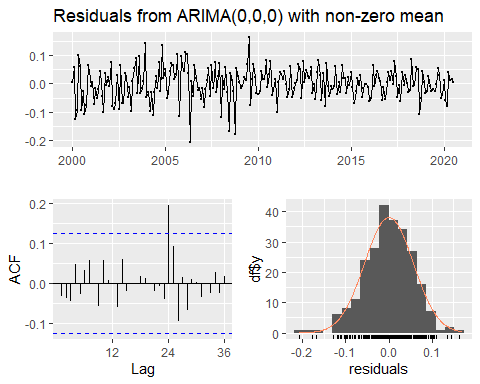 Residuals from ARIMA(0,0,0) with non-zero mean
0.1
0.0
-0.1
-0.2
2000 2005 2010 2015 2020
0.2
0.1
0.0
-0.1
ACF
12 24 36
Lag
40
30
20
10
0
df$y
-0.2 -0.1 0.0 0.1
residuals